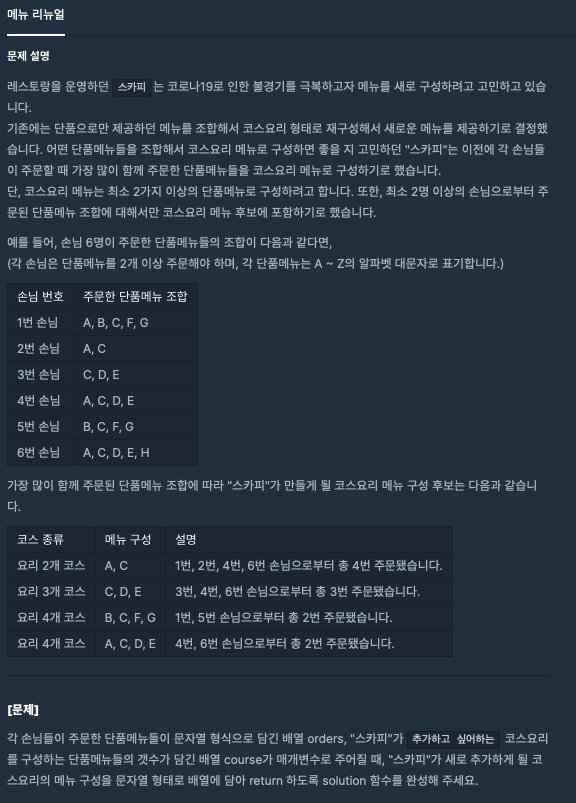 메뉴 리뉴얼
문제 설명
레스토랑을 운영하던 스카피는 코로나19로 인한 불경기를 극복하고자 메뉴를 새로 구성하려고 고민하고 있습
니다.
기존에는 단품으로만 제공하던 메뉴를 조합해서 코스요리 형태로 재구성해서 새로운 메뉴를 제공하기로 결정했
습니다. 어떤 단품메뉴들을 조합해서 코스요리 메뉴로 구성하면 좋을 지 고민하던 "스카피"는 이전에 각 손님들
이 주문할 때 가장 많이 함께 주문한 단품메뉴들을 코스요리 메뉴로 구성하기로 했습니다.
단, 코스요리 메뉴는 최소 2가지 이상의 단품메뉴로 구성하려고 합니다. 또한, 최소 2명 이상의 손님으로부터 주
문된 단품메뉴 조합에 대해서만 코스요리 메뉴 후보에 포함하기로 했습니다.
예를 들어, 손님 6명이 주문한 단품메뉴들의 조합이 다음과 같다면,
(각 손님은 단품메뉴를 2개 이상 주문해야 하며, 각 단품메뉴는 A ~ Z의 알파벳 대문자로 표기합니다.)
손님 번호 주문한 단품메뉴 조합
1번 손님 A, B, C, F, G
2번 손님 A, C
3번 손님 C, D, E
4번 손님 A, C, D, E
5번 손님 B, C, F, G
6번 손님 A, C, D, E, H
가장 많이 함께 주문된 단품메뉴 조합에 따라 "스카피"가 만들게 될 코스요리 메뉴 구성 후보는 다음과 같습니
다.
코스 종류 메뉴 구성 설명
요리 2개 코스 A, C 1번, 2번, 4번, 6번 손님으로부터 총 4번 주문됐습니다.
요리 3개 코스 C, D, E 3번, 4번, 6번 손님으로부터 총 3번 주문됐습니다.
요리 4개 코스 B, C, F, G 1번, 5번 손님으로부터 총 2번 주문됐습니다.
요리 4개 코스 A, C, D, E 4번, 6번 손님으로부터 총 2번 주문됐습니다.
[문제]
각 손님들이 주문한 단품메뉴들이 문자열 형식으로 담긴 배열 orders, "스카피"가 추가하고 싶어하는 코스요리
를 구성하는 단품메뉴들의 갯수가 담긴 배열 course가 매개변수로 주어질 때, "스카피"가 새로 추가하게 될 코
스요리의 메뉴 구성을 문자열 형태로 배열에 담아 return 하도록 solution 함수를 완성해 주세요.